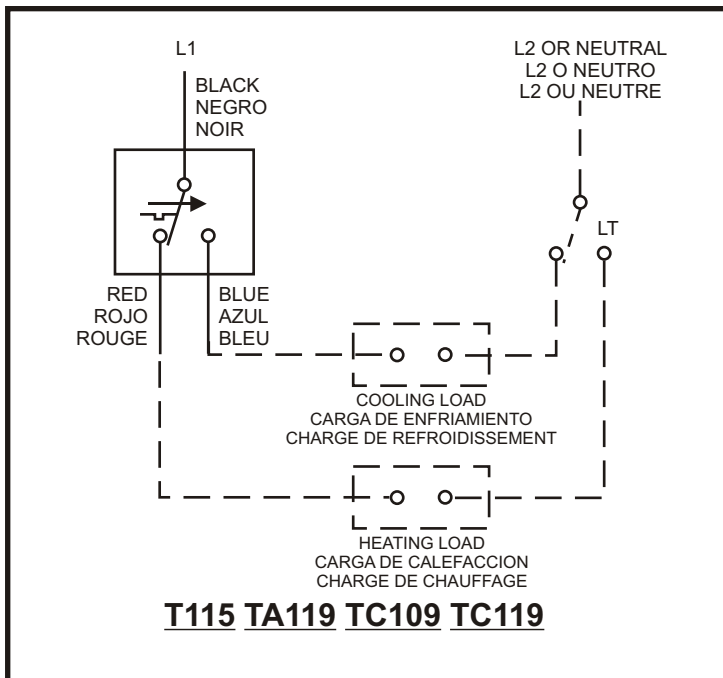 L1
BLACK
NEGRO
NOIR
L2 OR NEUTRAL
L2 O NEUTRO
L2 OU NEUTRE
LT
RED
ROJO
ROUGE
BLUE
AZUL
BLEU
COOLING LOAD
CARGA DE ENFRIAMIENTO
CHARGE DE REFROIDISSEMENT
HEATING LOAD
CARGA DE CALEFACCION
CHARGE DE CHAUFFAGE
T115 TA119 TC109 TC119